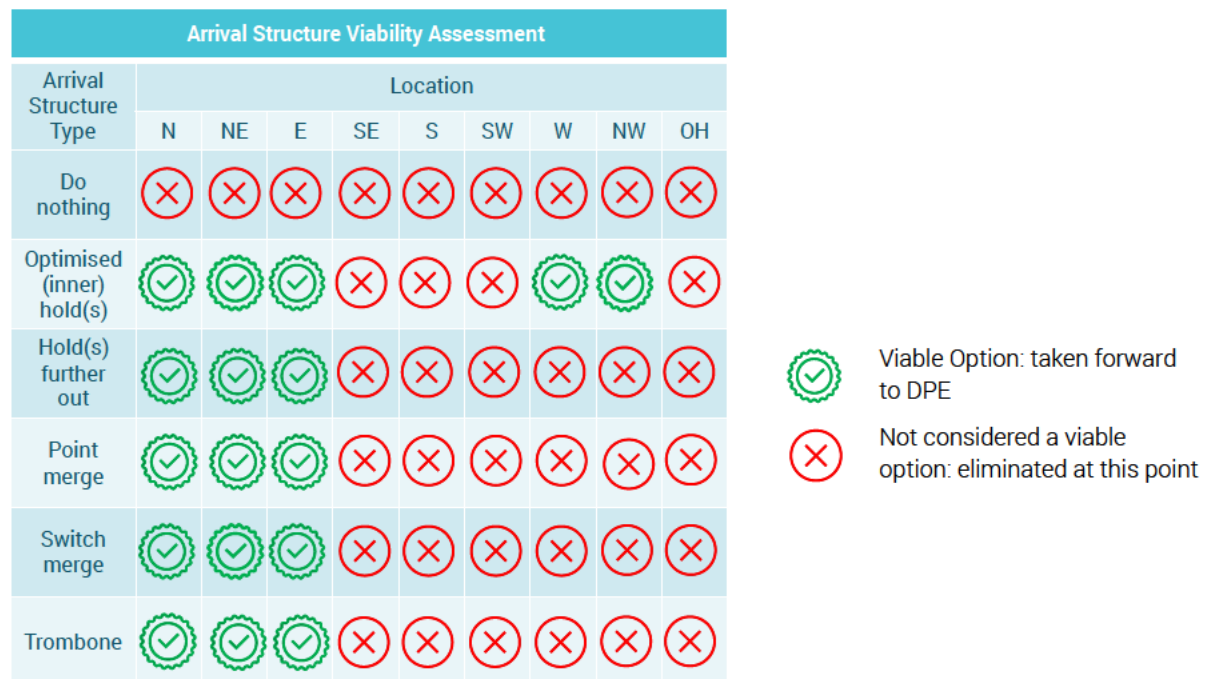 Arrival Structure Viability Assessment
Arrival
Structure
Type
Location
N NE E SE S SW W NW OH
Do
nothing
Optimised
(inner)
hold(s)
Hold(s)
further
out
Point
merge
Switch
merge
Trombone
Viable Option: taken forward
to DPE
Not considered a viable
option: eliminated at this point